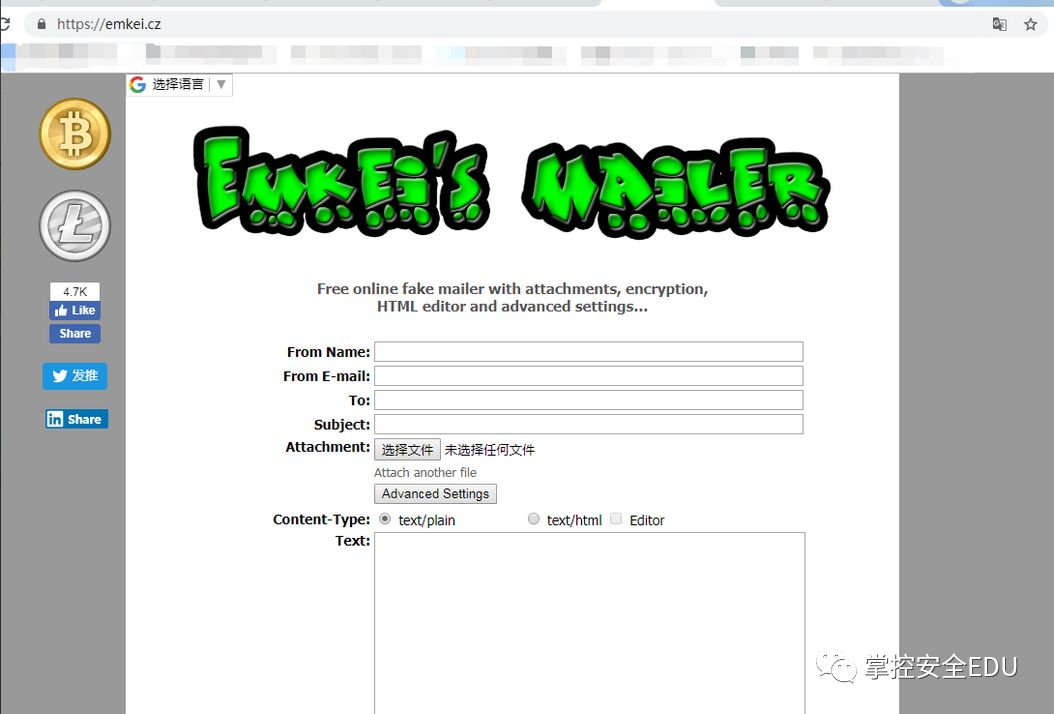 https://emkei.cz
选择语言
EMKEi'S MAiLER
4.7K
Like
Share
发推
in Share
Free online fake mailer with attachments, encryption,
HTML editor and advanced settings...
From Name:
From E-mail:
To:
Subject:
Attachment: 选择文件 未选择任何文件
Attach another file
Advanced Settings
Content-Type: text/plain text/html Editor
Text:
掌控安全EDU